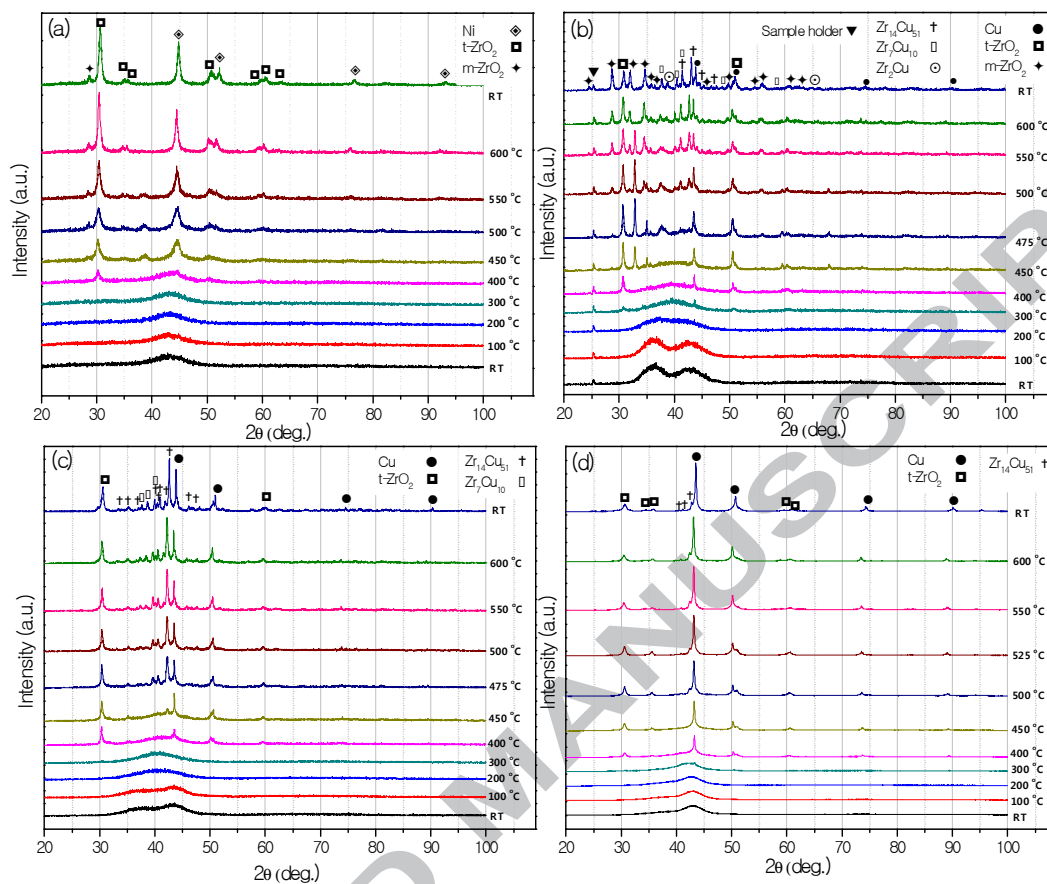 (a)
Ni
t-ZrO2
m-ZrO2
RT
600 °C
550 °C
500 °C
450 °C
400 °C
300 °C
200 °C
100 °C
RT
Intensity (a.u.)
20 30 40 50 60 70 80 90 100
2θ (deg.)
(b)
Sample holder ▼
Zr14Cu51 †
Zr7Cu10 ▯
Zr2Cu ⊙
Cu ●
t-ZrO2
m-ZrO2 ✦
RT
600 °C
550 °C
500 °C
475 °C
450 °C
400 °C
300 °C
200 °C
100 °C
RT
Intensity (a.u.)
20 30 40 50 60 70 80 90 100
2θ (deg.)
(c)
Cu ●
t-ZrO2
Zr14Cu51 †
Zr7Cu10 ▯
RT
600 °C
550 °C
500 °C
475 °C
450 °C
400 °C
300 °C
200 °C
100 °C
RT
Intensity (a.u.)
20 30 40 50 60 70 80 90 100
2θ (deg.)
(d)
Cu ●
t-ZrO2
Zr14Cu51 †
RT
600 °C
550 °C
525 °C
500 °C
450 °C
400 °C
300 °C
200 °C
100 °C
RT
Intensity (a.u.)
20 30 40 50 60 70 80 90 100
2θ (deg.)
D MANUSCRIP